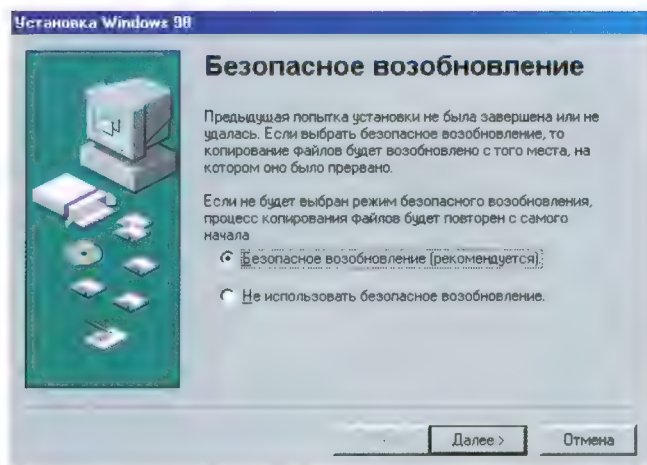 Установка Windows 98
Безопасное возобновление
Предыдущая попытка установки не была завершена или не
удалась. Если выбрать безопасное возобновление, то
копирование файлов будет возобновлено с того места, на
котором оно было прервано.
Если не будет выбран режим безопасного возобновления,
процесс копирования файлов будет повторен с самого
начала
Безопасное возобновление (рекомендуется).
Не использовать безопасное возобновление.
Далее >
Отмена